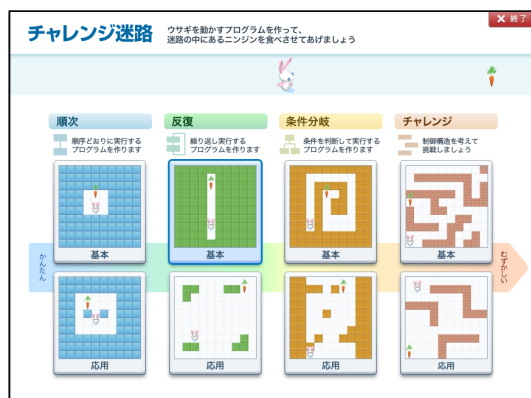 ✕ 終了
チャレンジ迷路
ウサギを動かすプログラムを作って、
迷路の中にあるニンジンを食べさせてあげましょう
順次
順序どおりに実行する
プログラムを作ります
反復
繰り返し実行する
プログラムを作ります
条件分岐
条件を判断して実行する
プログラムを作ります
チャレンジ
制御構造を考えて
挑戦しましょう
基本
基本
基本
基本
かんたん
むずかしい
応用
応用
応用
応用